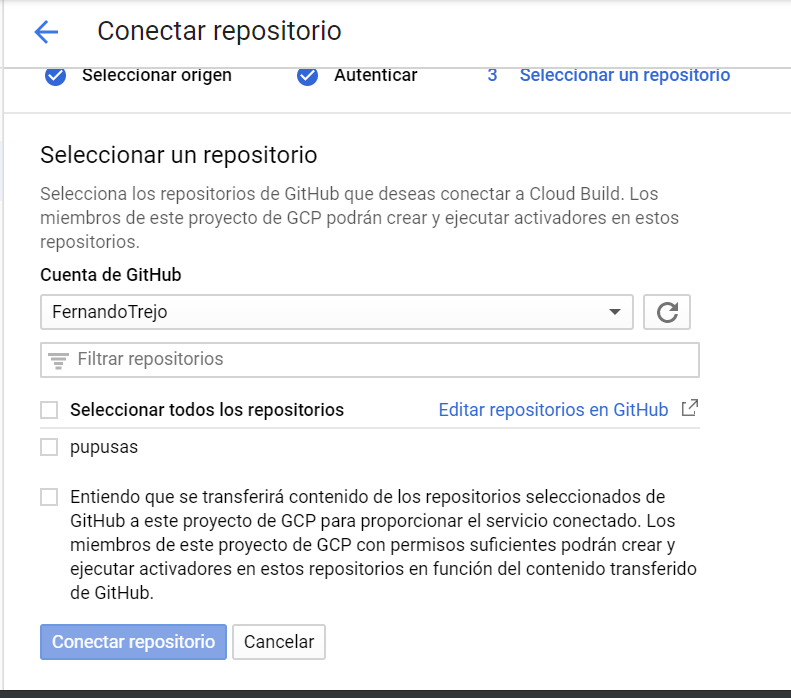 Conectar repositorio
Seleccionar origen
Autenticar
3 Seleccionar un repositorio
Seleccionar un repositorio
Selecciona los repositorios de GitHub que deseas conectar a Cloud Build. Los
miembros de este proyecto de GCP podrán crear y ejecutar activadores en estos
repositorios.
Cuenta de GitHub
FernandoTrejo
Filtrar repositorios
Seleccionar todos los repositorios
Editar repositorios en GitHub
pupusas
Entiendo que se transferirá contenido de los repositorios seleccionados de
GitHub a este proyecto de GCP para proporcionar el servicio conectado. Los
miembros de este proyecto de GCP con permisos suficientes podrán crear y
ejecutar activadores en estos repositorios en función del contenido transferido
de GitHub.
Conectar repositorio
Cancelar